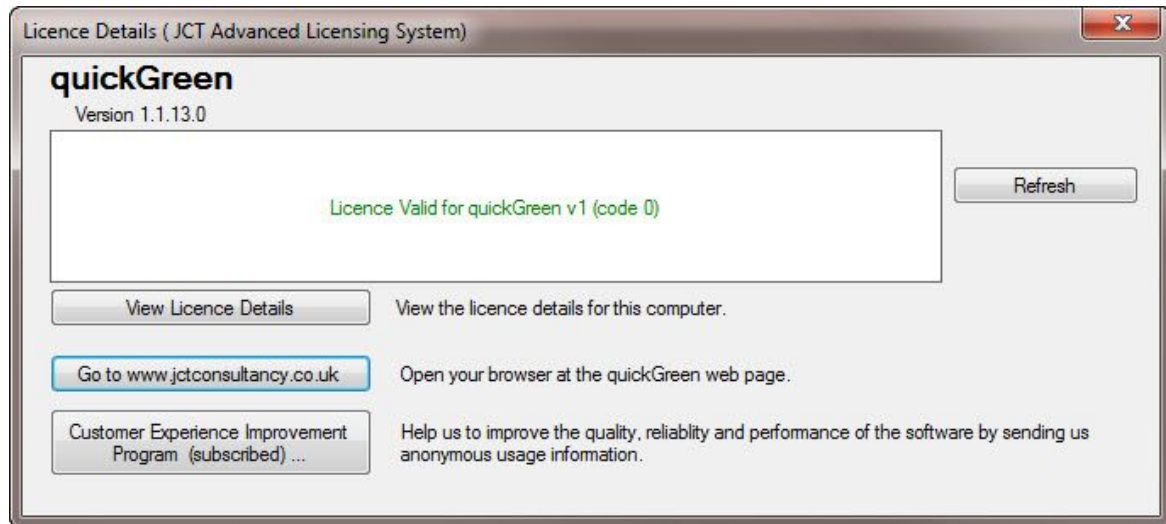 Licence Details ( JCT Advanced Licensing System)
quickGreen
Version 1.1.13.0
Licence Valid for quickGreen v1 (code 0)
Refresh
View Licence Details
View the licence details for this computer.
Go to www.jctconsultancy.co.uk
Open your browser at the quickGreen web page.
Customer Experience Improvement
Program (subscribed) ...
Help us to improve the quality, reliablity and performance of the software by sending us
anonymous usage information.